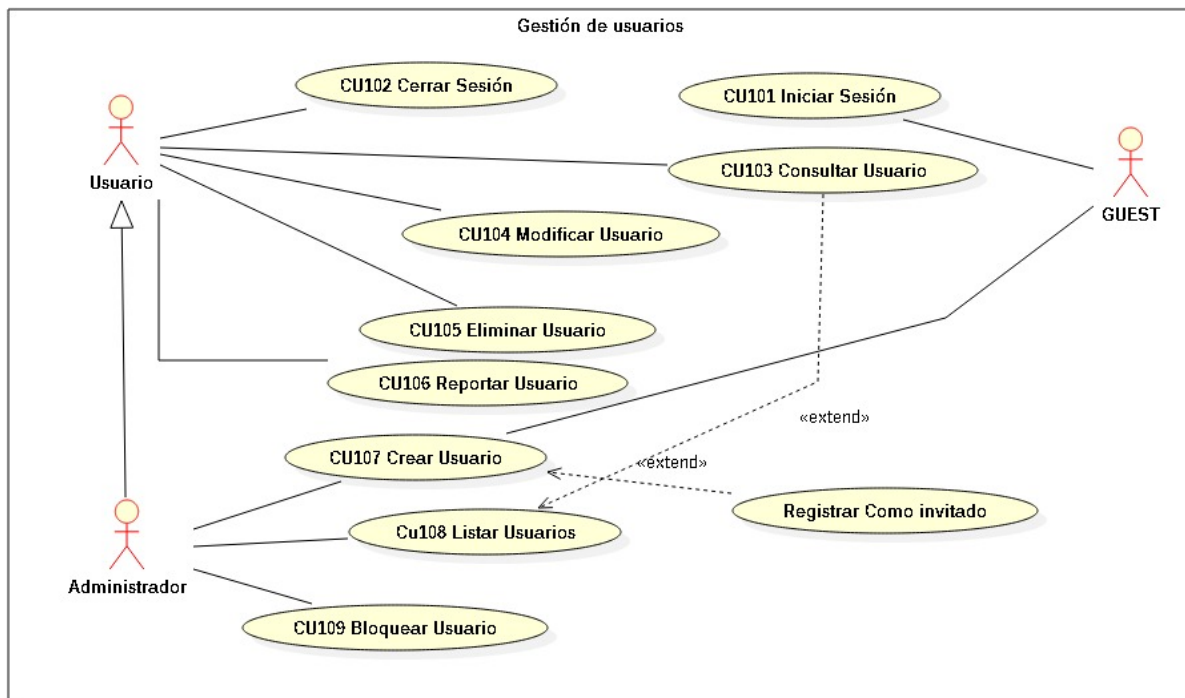 Gestión de usuarios
CU102 Cerrar Sesión
CU101 Iniciar Sesión
CU103 Consultar Usuario
Usuario
GUEST
CU104 Modificar Usuario
CU105 Eliminar Usuario
CU106 Reportar Usuario
«extend»
CU107 Crear Usuario
«extend»
Registrar Como invitado
Cu108 Listar Usuarios
Administrador
CU109 Bloquear Usuario